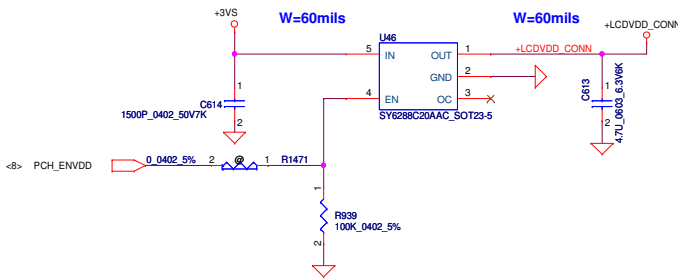 +3VS
W=60mils
W=60mils
+LCDVDD_CONN
U46
5 IN OUT 1 +LCDVDD_CONN
GND 2
4 EN OC 3
SY6288C20AAC_SOT23-5
1
C614
1500P_0402_50V7K
2
1
C613
4.7U_0603_6.3V6K
2
<8> PCH_ENVDD 0_0402_5% 2 @ 1 R1471
1
R939
100K_0402_5%
2